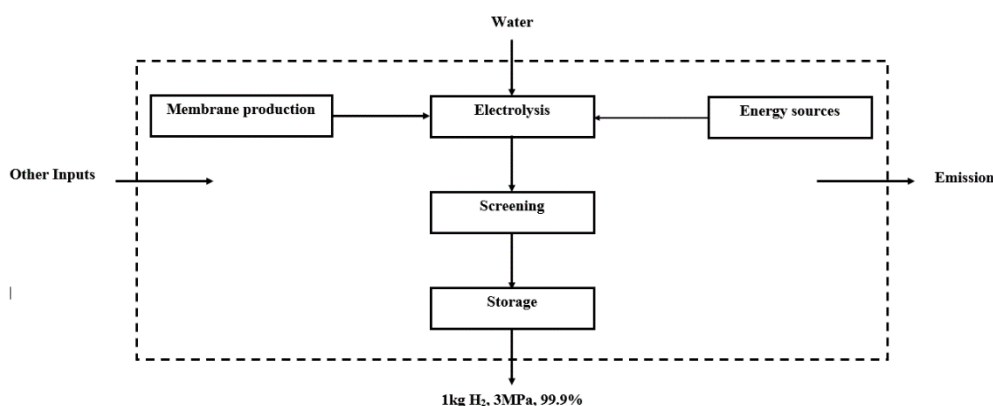 Water
Membrane production
Electrolysis
Energy sources
Other Inputs
Emission
Screening
Storage
1kg H₂, 3MPa, 99.9%